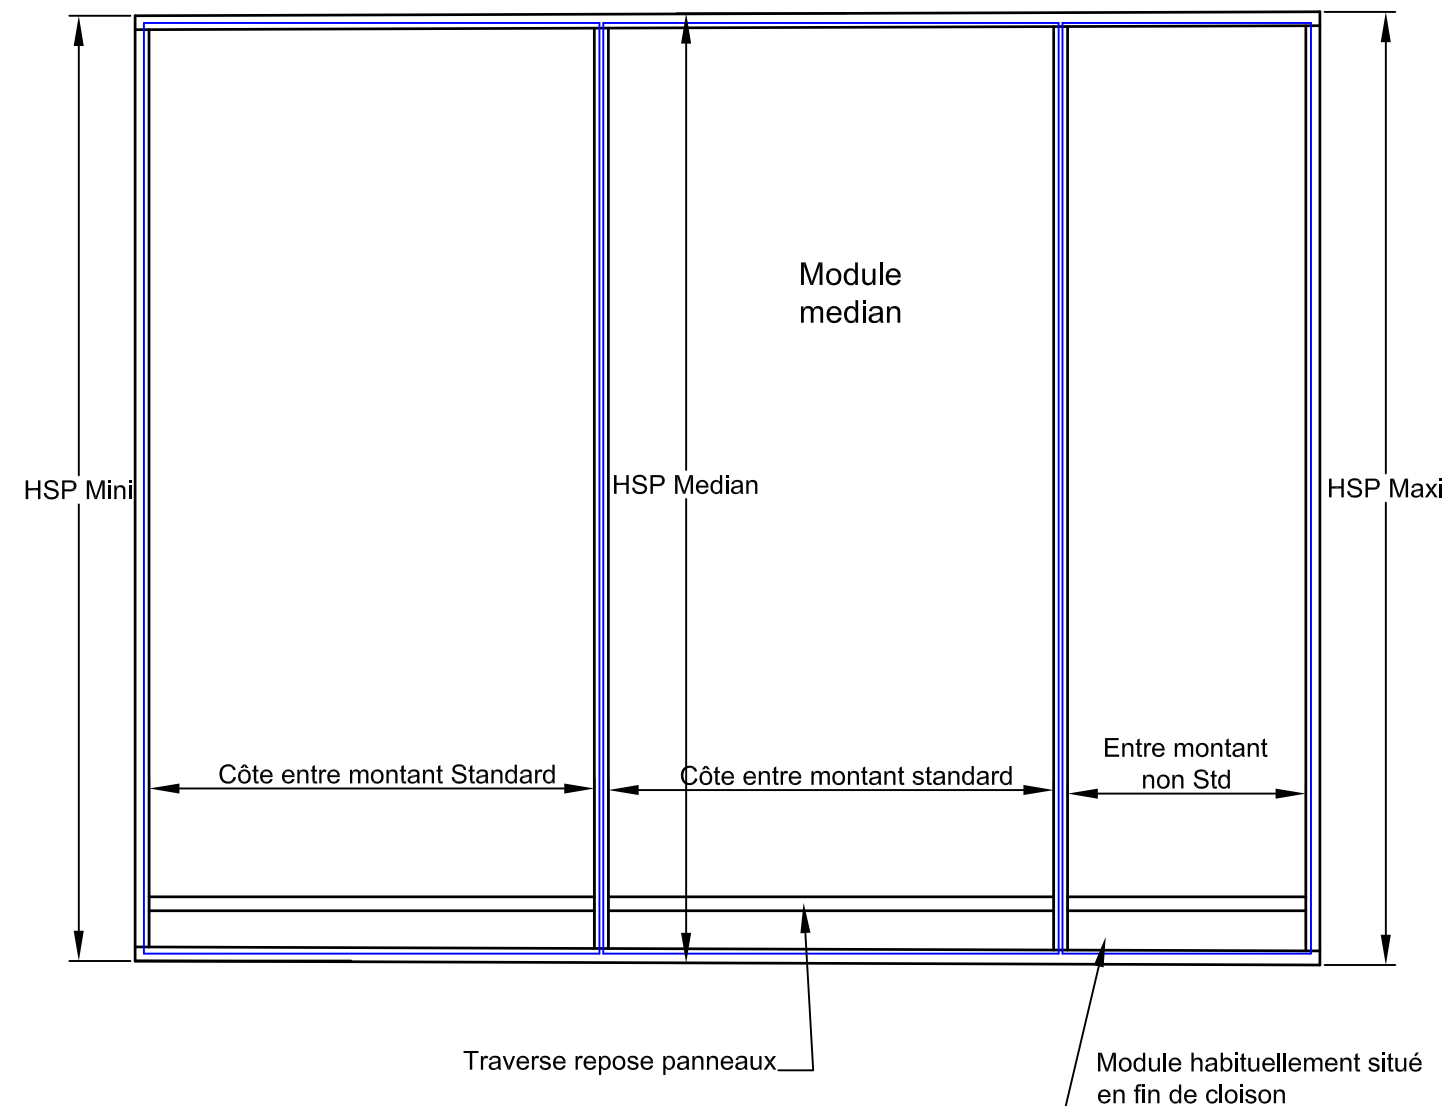 Module
median
HSP Mini
HSP Median
HSP Maxi
Côte entre montant Standard
Côte entre montant standard
Entre montant
non Std
Traverse repose panneaux
Module habituellement situé
en fin de cloison